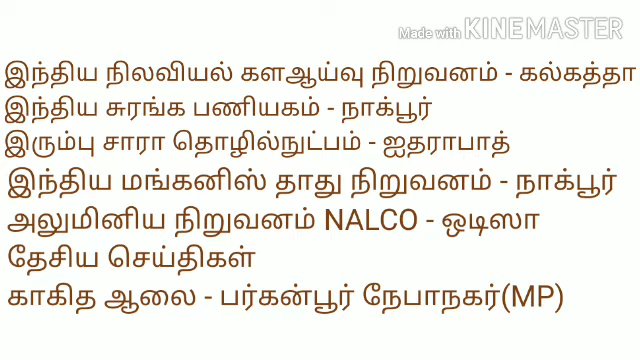 Made with KINEMASTER
இந்திய நிலவியல் களஆய்வு நிறுவனம் - கல்கத்தா
இந்திய சுரங்க பணியகம் - நாக்பூர்
இரும்பு சாரா தொழில்நுட்பம் - ஐதராபாத்
இந்திய மங்கனிஸ் தாது நிறுவனம் - நாக்பூர்
அலுமினிய நிறுவனம் NALCO - ஒடிஸா
தேசிய செய்திகள்
காகித ஆலை - பர்கன்பூர் நேபாநகர்(MP)